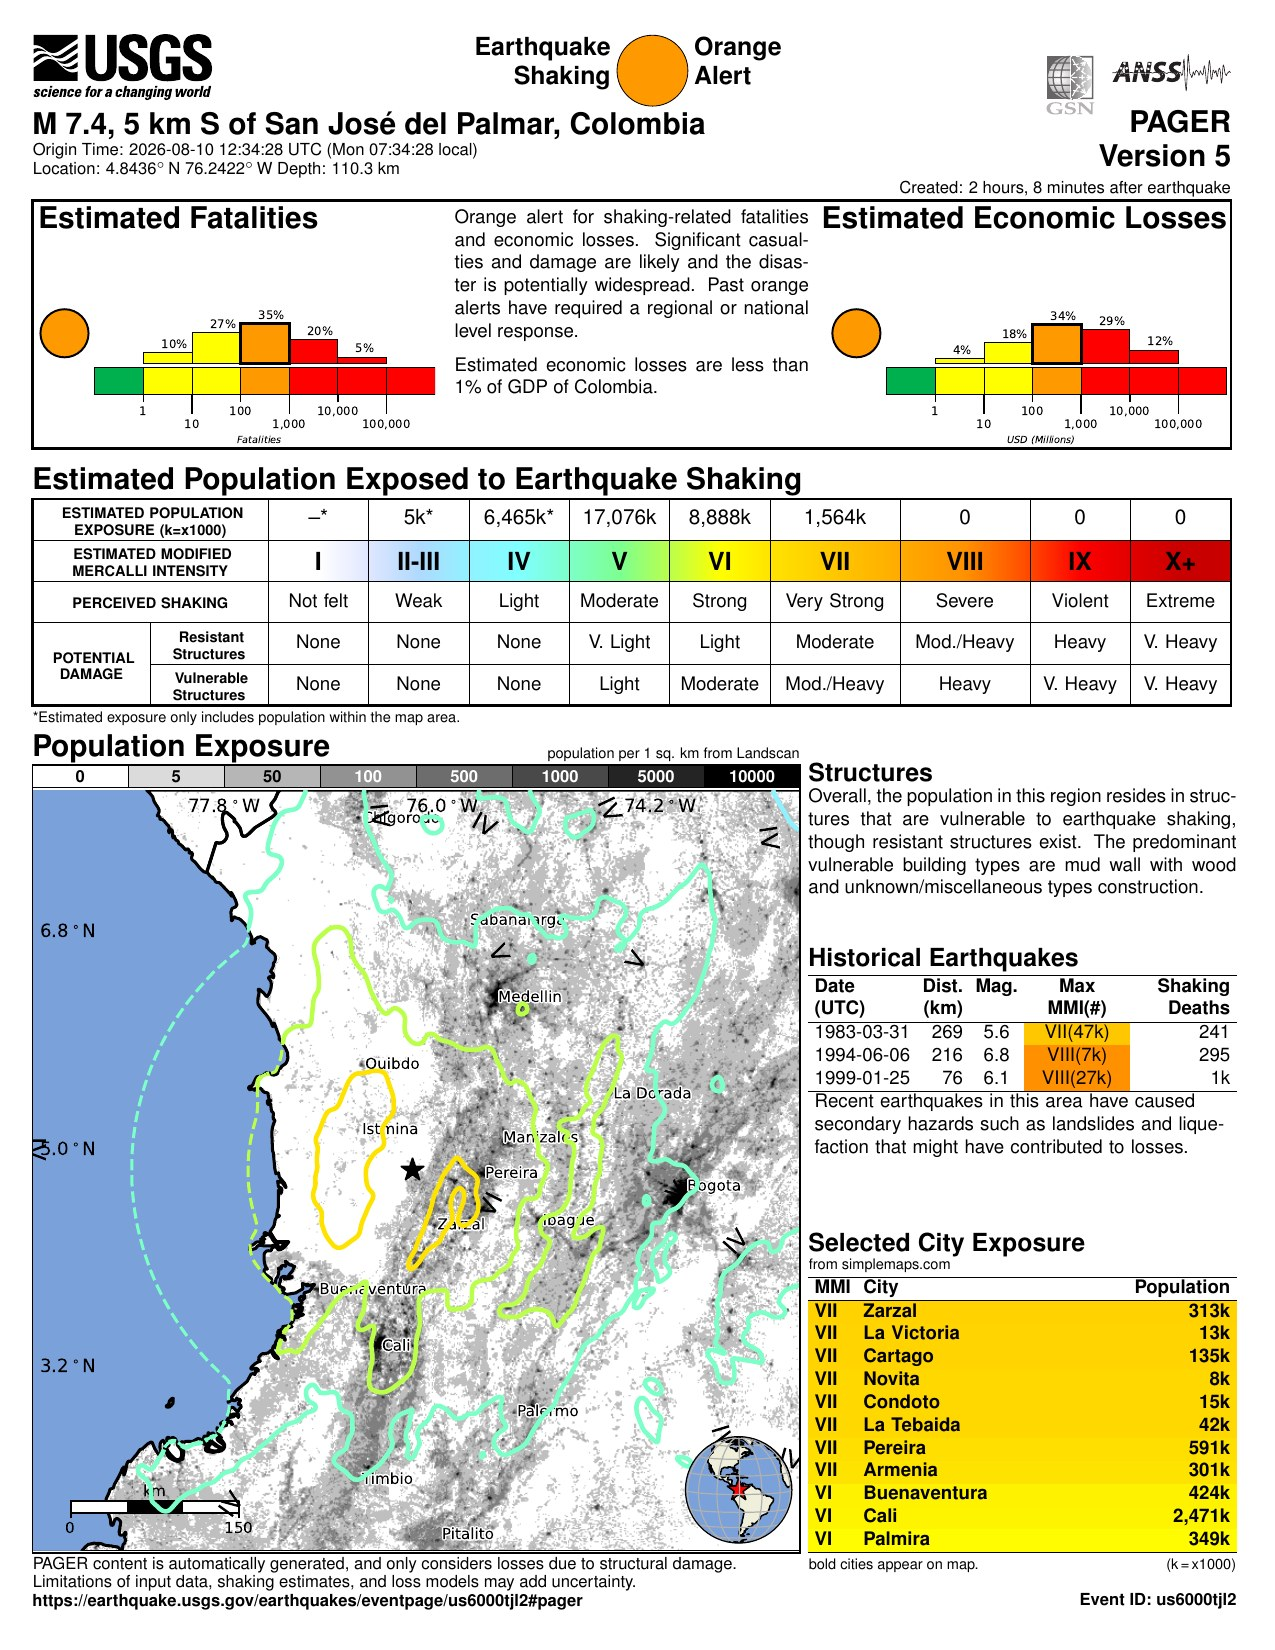 USGS
science for a changing world
Earthquake
Shaking
Orange
Alert
GSN
ANSS
M 7.4, 5 km S of San José del Palmar, Colombia
Origin Time: 2026-08-10 12:34:28 UTC (Mon 07:34:28 local)
Location: 4.8436° N 76.2422° W Depth: 110.3 km
PAGER
Version 5
Created: 2 hours, 8 minutes after earthquake
Estimated Fatalities
10%
27%
35%
20%
5%
1
10
100
1,000
10,000
100,000
Fatalities
Orange alert for shaking-related fatalities
and economic losses. Significant casual-
ties and damage are likely and the disas-
ter is potentially widespread. Past orange
alerts have required a regional or national
level response.
Estimated economic losses are less than
1% of GDP of Colombia.
Estimated Economic Losses
4%
18%
34%
29%
12%
1
10
100
1,000
10,000
100,000
USD (Millions)
Estimated Population Exposed to Earthquake Shaking
ESTIMATED POPULATION
EXPOSURE (k=x1000)
–* 5k* 6,465k* 17,076k 8,888k 1,564k 0 0 0
ESTIMATED MODIFIED
MERCALLI INTENSITY
I II-III IV V VI VII VIII IX X+
PERCEIVED SHAKING Not felt Weak Light Moderate Strong Very Strong Severe Violent Extreme
POTENTIAL
DAMAGE
Resistant
Structures
None None None V. Light Light Moderate Mod./Heavy Heavy V. Heavy
Vulnerable
Structures
None None None Light Moderate Mod./Heavy Heavy V. Heavy V. Heavy
*Estimated exposure only includes population within the map area.
Population Exposure
population per 1 sq. km from Landscan
0 5 50 100 500 1000 5000 10000
77.8°W 76.0°W 74.2°W
Chigorodo
IV
Sabanalarga
6.8°N
V
V
Medellin
Quibdo
La Dorada
Istmina
Manizales
5.0°N
Pereira
Bogota
Zarzal
Ibague
IV
Buenaventura
Cali
3.2°N
Palermo
Timbio
Pitalito
km
0 150
Structures
Overall, the population in this region resides in struc-
tures that are vulnerable to earthquake shaking,
though resistant structures exist. The predominant
vulnerable building types are mud wall with wood
and unknown/miscellaneous types construction.
Historical Earthquakes
Date Dist. Mag. Max Shaking
(UTC) (km) MMI(#) Deaths
1983-03-31 269 5.6 VII(47k) 241
1994-06-06 216 6.8 VIII(7k) 295
1999-01-25 76 6.1 VIII(27k) 1k
Recent earthquakes in this area have caused
secondary hazards such as landslides and lique-
faction that might have contributed to losses.
Selected City Exposure
from simplemaps.com
MMI City Population
VII Zarzal 313k
VII La Victoria 13k
VII Cartago 135k
VII Novita 8k
VII Condoto 15k
VII La Tebaida 42k
VII Pereira 591k
VII Armenia 301k
VI Buenaventura 424k
VI Cali 2,471k
VI Palmira 349k
bold cities appear on map. (k = x1000)
PAGER content is automatically generated, and only considers losses due to structural damage.
Limitations of input data, shaking estimates, and loss models may add uncertainty.
https://earthquake.usgs.gov/earthquakes/eventpage/us6000tjl2#pager
Event ID: us6000tjl2